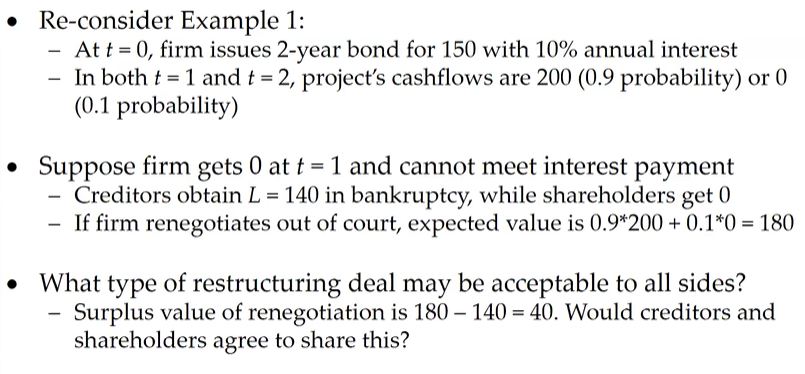 • Re-consider Example 1:
– At t = 0, firm issues 2-year bond for 150 with 10% annual interest
– In both t = 1 and t = 2, project's cashflows are 200 (0.9 probability) or 0
(0.1 probability)
• Suppose firm gets 0 at t = 1 and cannot meet interest payment
– Creditors obtain L = 140 in bankruptcy, while shareholders get 0
– If firm renegotiates out of court, expected value is 0.9*200 + 0.1*0 = 180
• What type of restructuring deal may be acceptable to all sides?
– Surplus value of renegotiation is 180 – 140 = 40. Would creditors and
shareholders agree to share this?